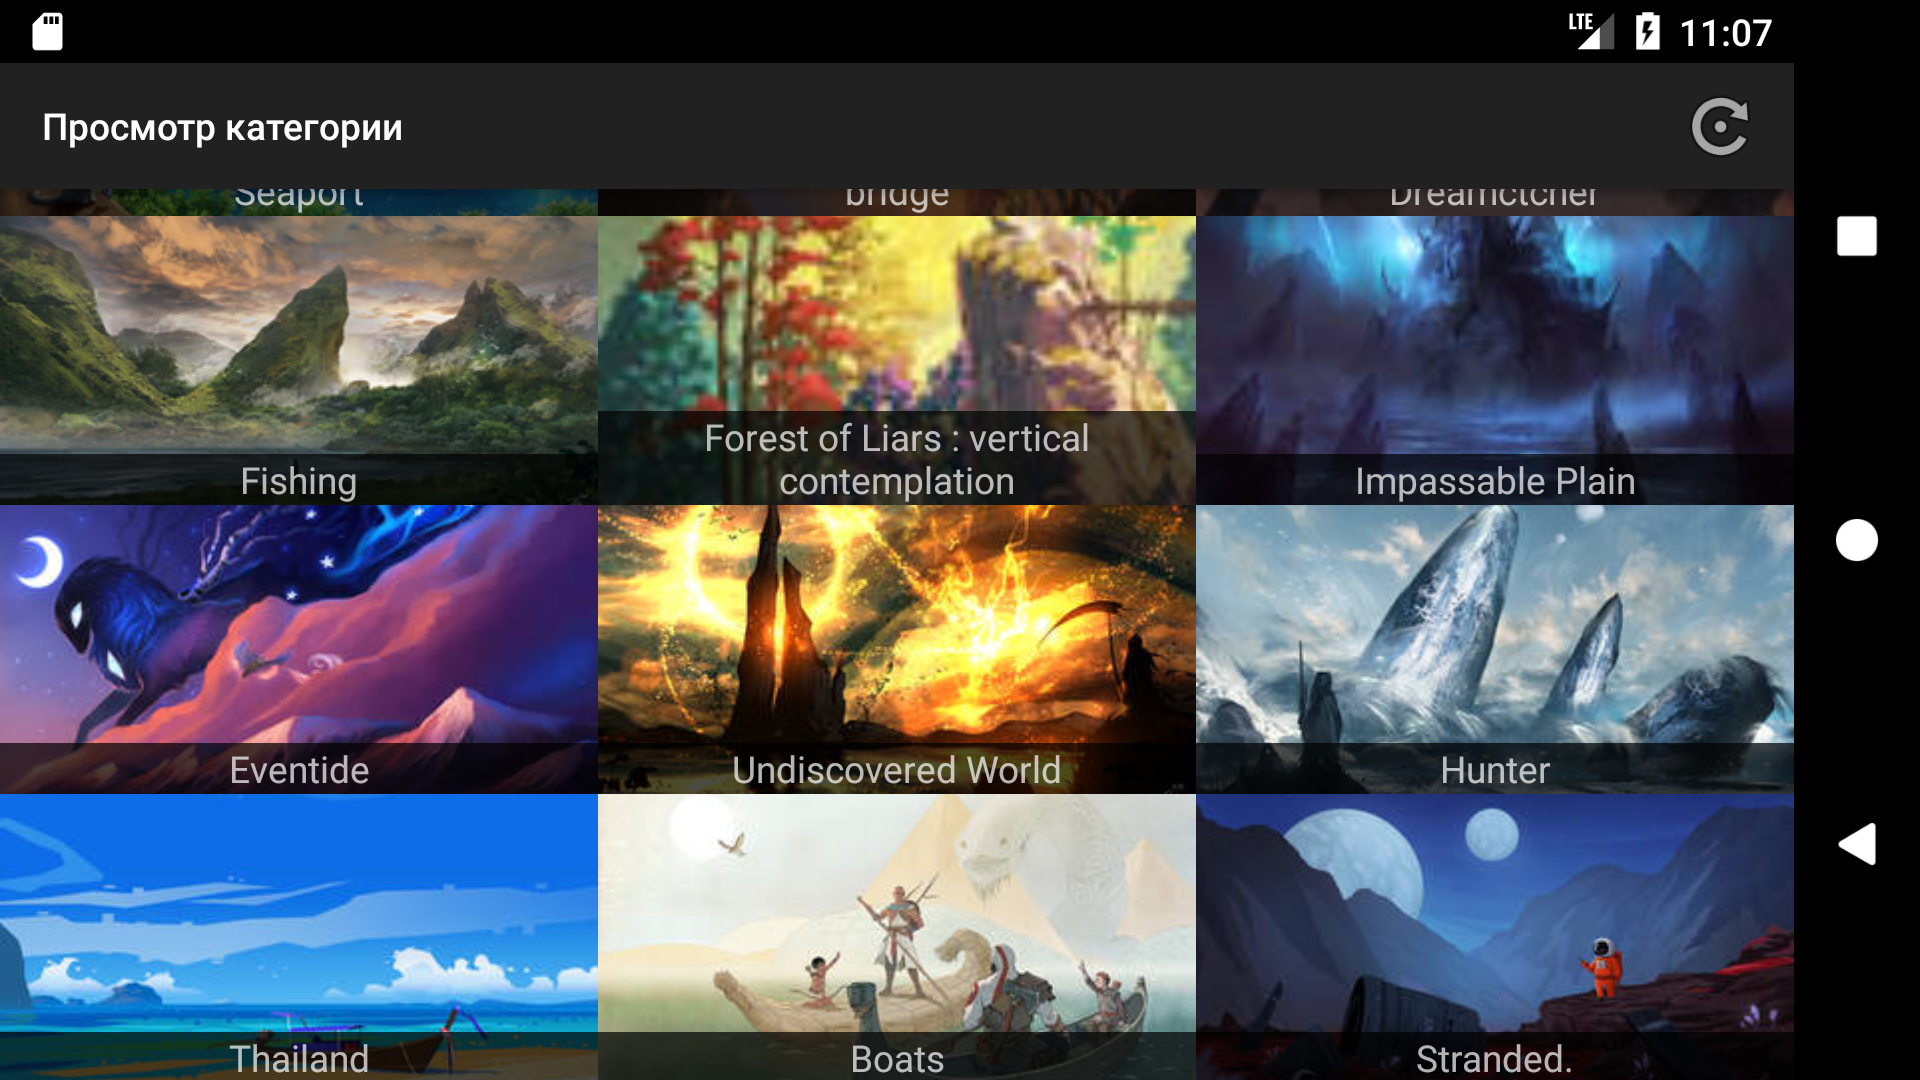 LTE 11:07
Просмотр категории
Seaport
bridge
Dreamctcher
Fishing
Forest of Liars : vertical
contemplation
Impassable Plain
Eventide
Undiscovered World
Hunter
Thailand
Boats
Stranded.